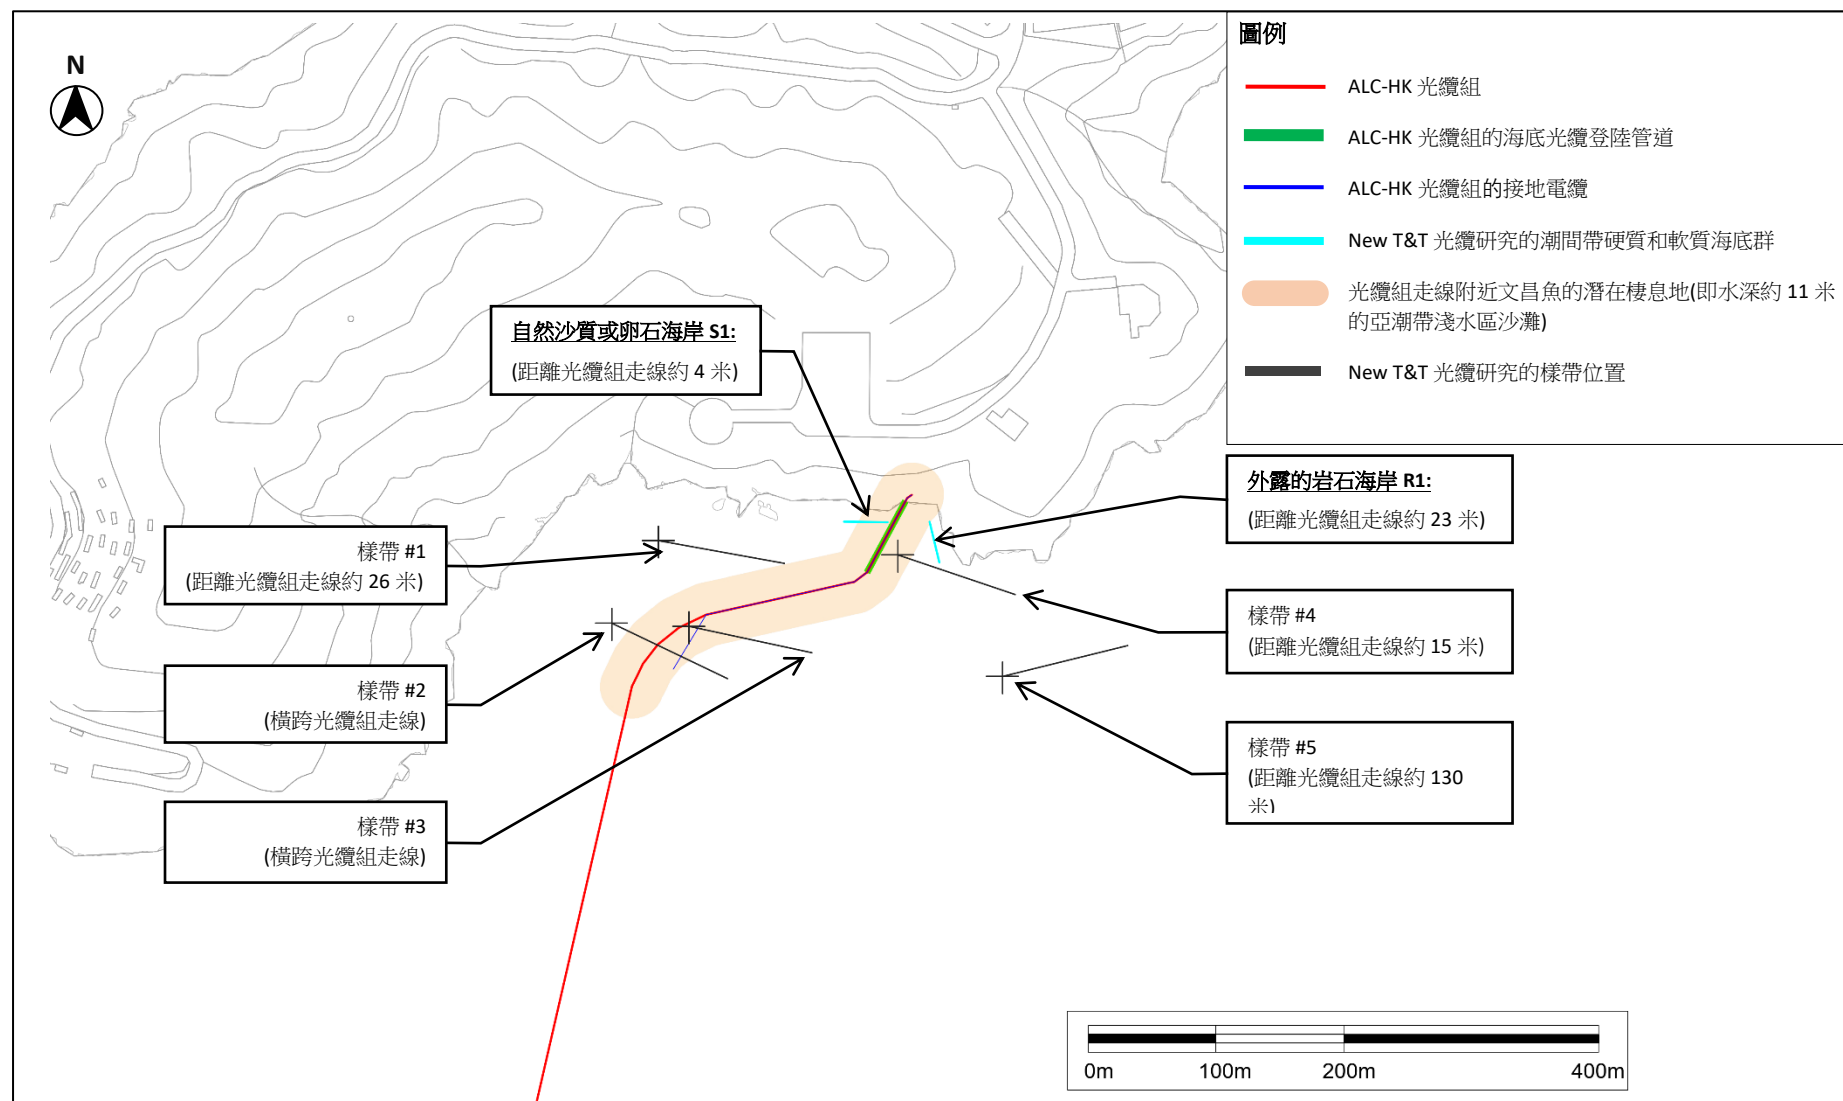 N
圖例
ALC-HK 光纜組
ALC-HK 光纜組的海底光纜登陸管道
ALC-HK 光纜組的接地電纜
New T&T 光纜研究的潮間帶硬質和軟質海底群
光纜組走線附近文昌魚的潛在棲息地(即水深約 11 米
的亞潮帶淺水區沙灘)
New T&T 光纜研究的樣帶位置
自然沙質或卵石海岸 S1:
(距離光纜組走線約 4 米)
外露的岩石海岸 R1:
(距離光纜組走線約 23 米)
樣帶 #1
(距離光纜組走線約 26 米)
樣帶 #4
(距離光纜組走線約 15 米)
樣帶 #2
(橫跨光纜組走線)
樣帶 #5
(距離光纜組走線約 130
米)
樣帶 #3
(橫跨光纜組走線)
0m 100m 200m 400m